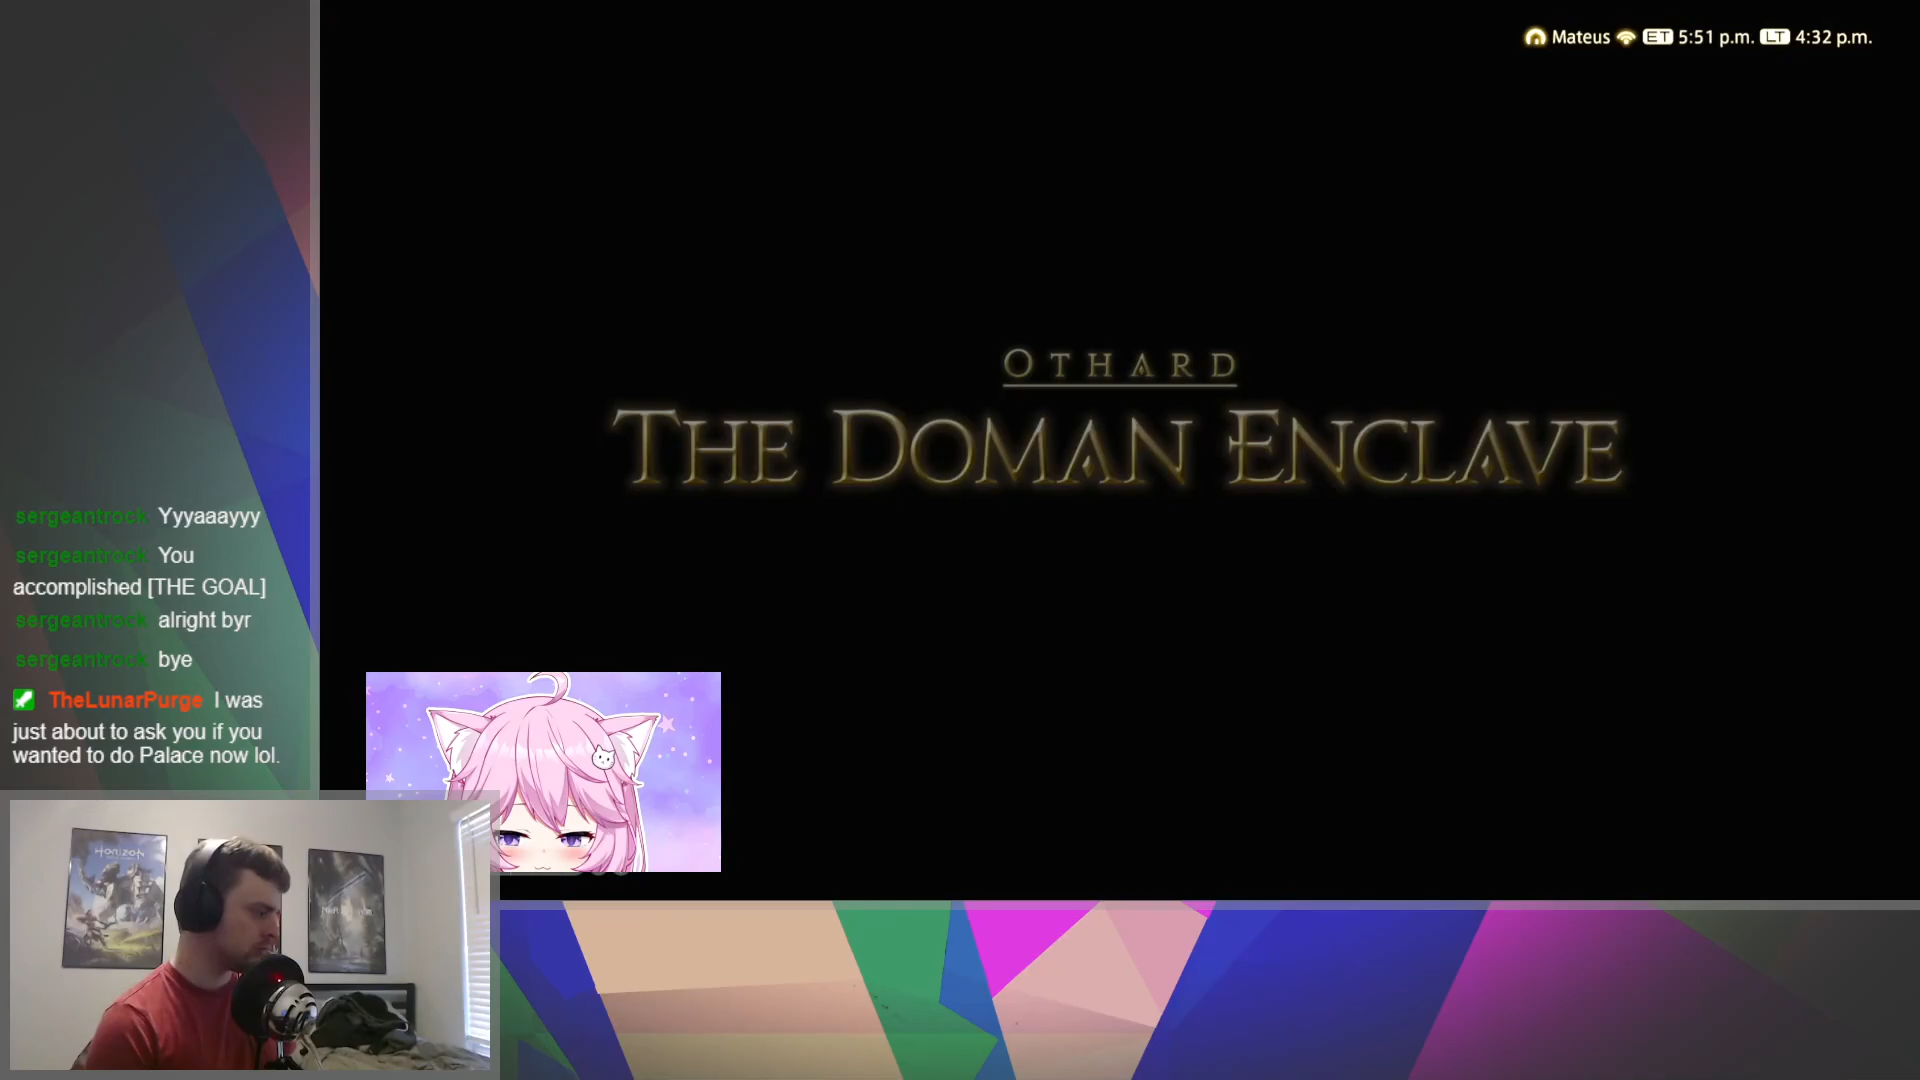 Mateus ET 5:51 p.m. LT 4:32 p.m.
OTHARD
THE DOMAN ENCLAVE
sergeantrock Yyyaaayyy
sergeantrock You
accomplished [THE GOAL]
sergeantrock alright byr
sergeantrock bye
TheLunarPurge I was
just about to ask you if you
wanted to do Palace now lol.
HORIZON